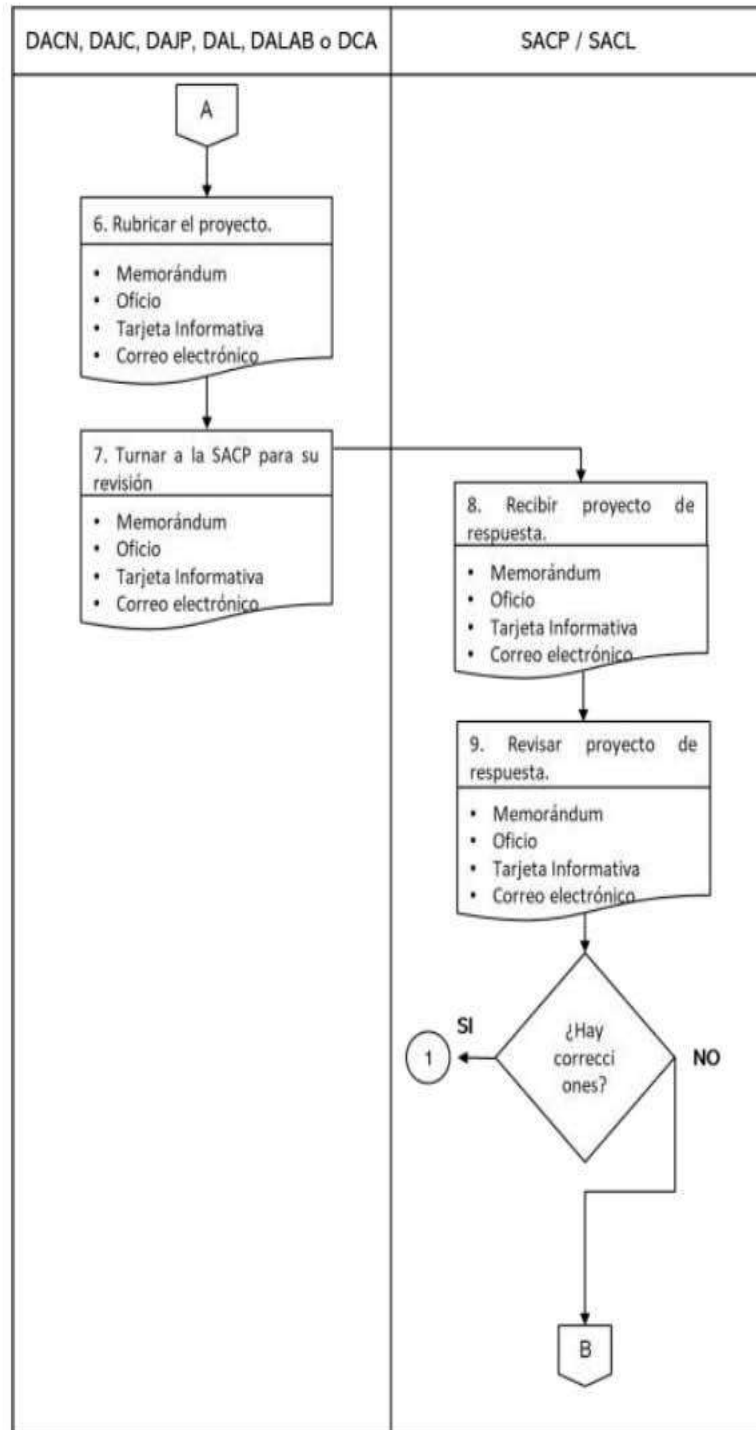 DACN, DAJC, DAJP, DAL, DALAB o DCA
SACP / SACL
A
6. Rubricar el proyecto.
• Memorándum
• Oficio
• Tarjeta Informativa
• Correo electrónico
7. Turnar a la SACP para su
revisión
• Memorándum
• Oficio
• Tarjeta Informativa
• Correo electrónico
8. Recibir proyecto de
respuesta.
• Memorándum
• Oficio
• Tarjeta Informativa
• Correo electrónico
9. Revisar proyecto de
respuesta.
• Memorándum
• Oficio
• Tarjeta Informativa
• Correo electrónico
¿Hay
correcci
ones?
SI
1
NO
B